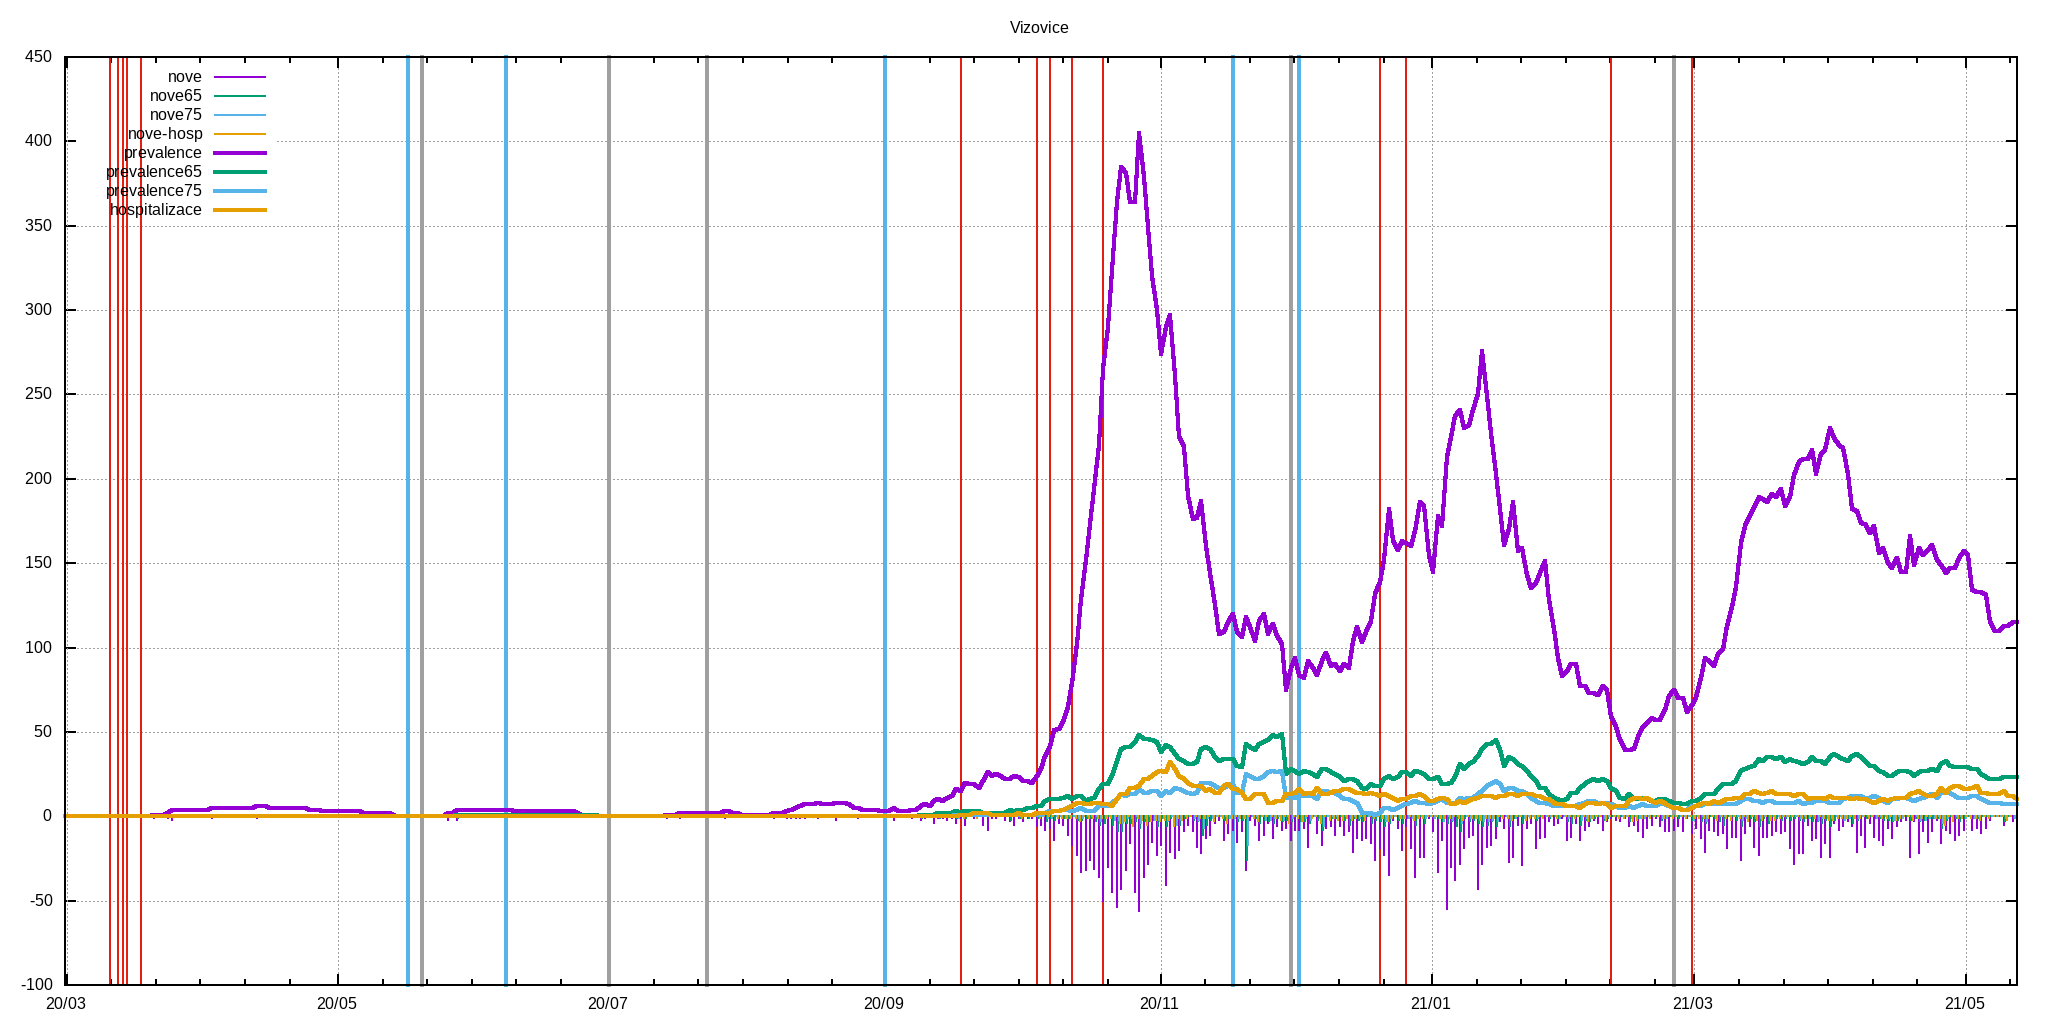 Vizovice
450
400
350
300
250
200
150
100
50
0
-50
-100
nove
nove65
nove75
nove-hosp
prevalence
prevalence65
prevalence75
hospitalizace
20/03 20/05 20/07 20/09 20/11 21/01 21/03 21/05